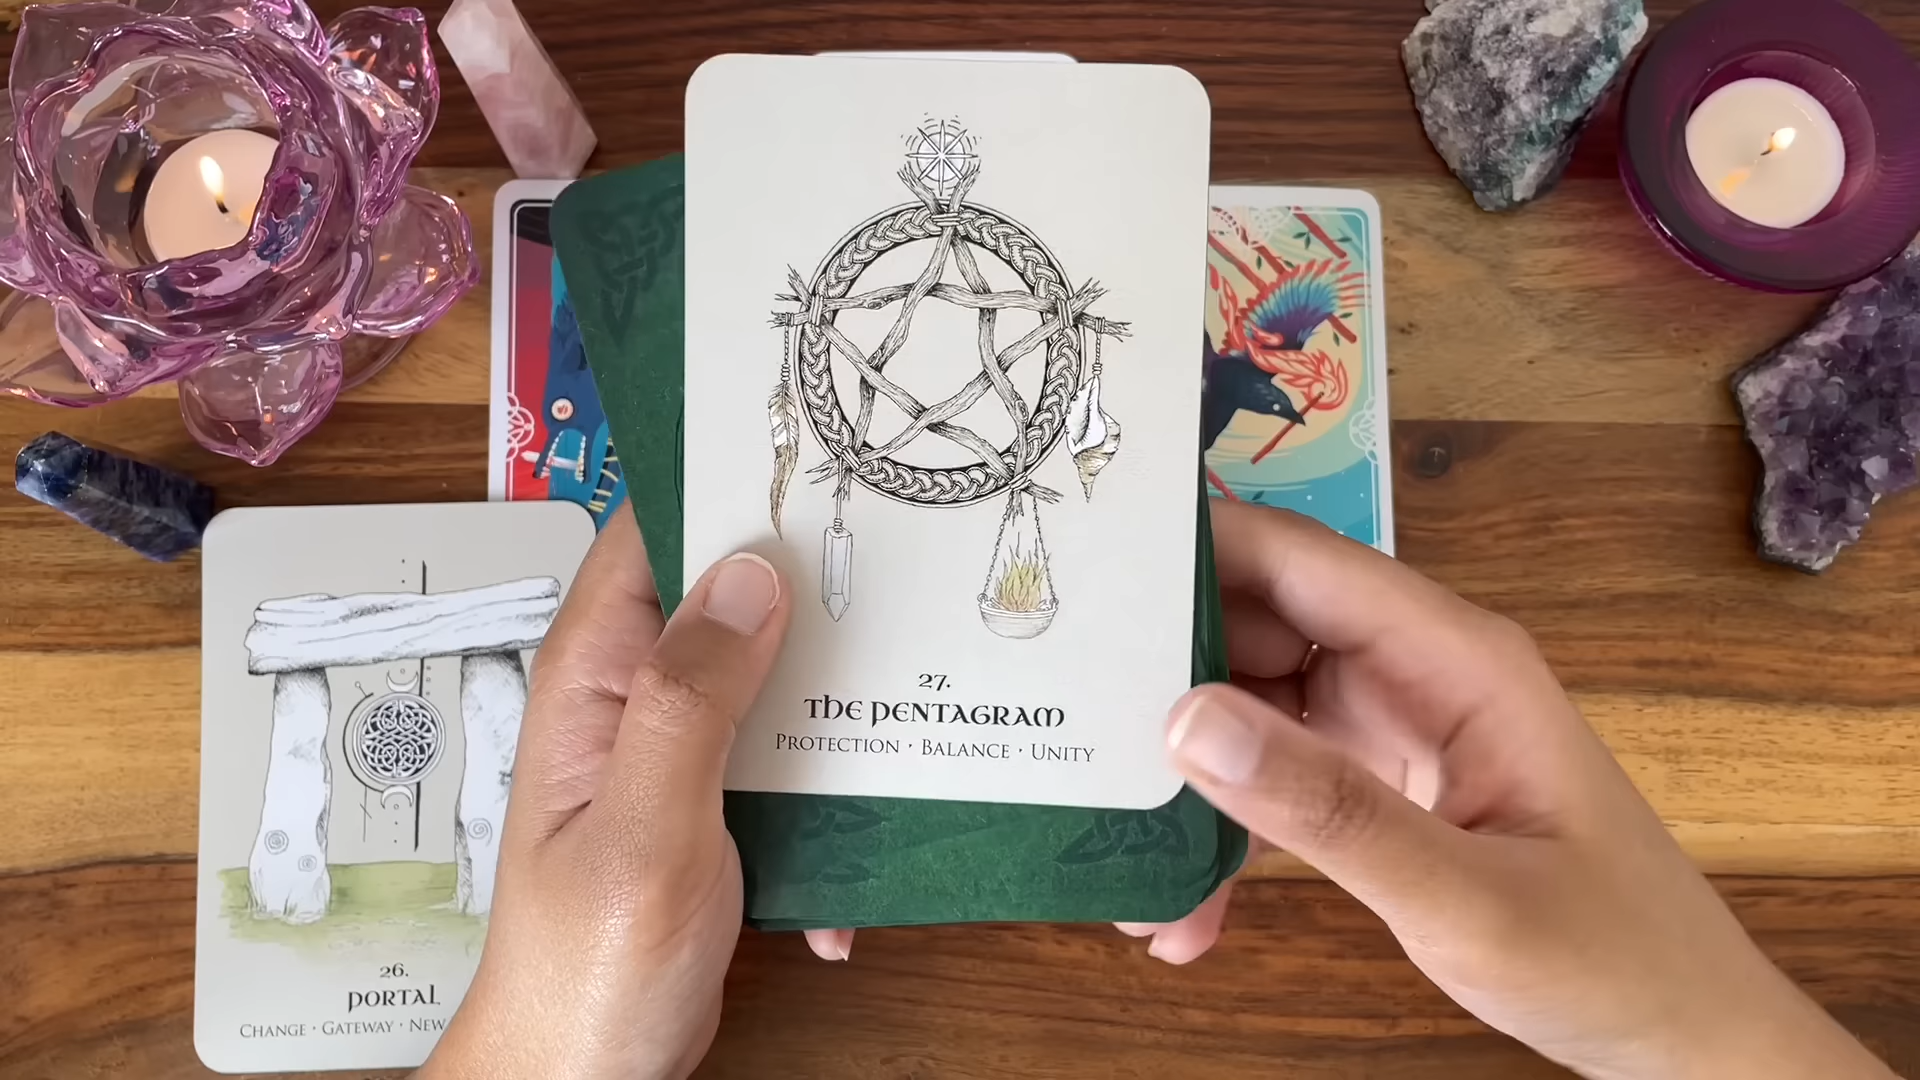 27.
The Pentagram
Protection · Balance · Unity
26.
Portal
Change · Gateway · New